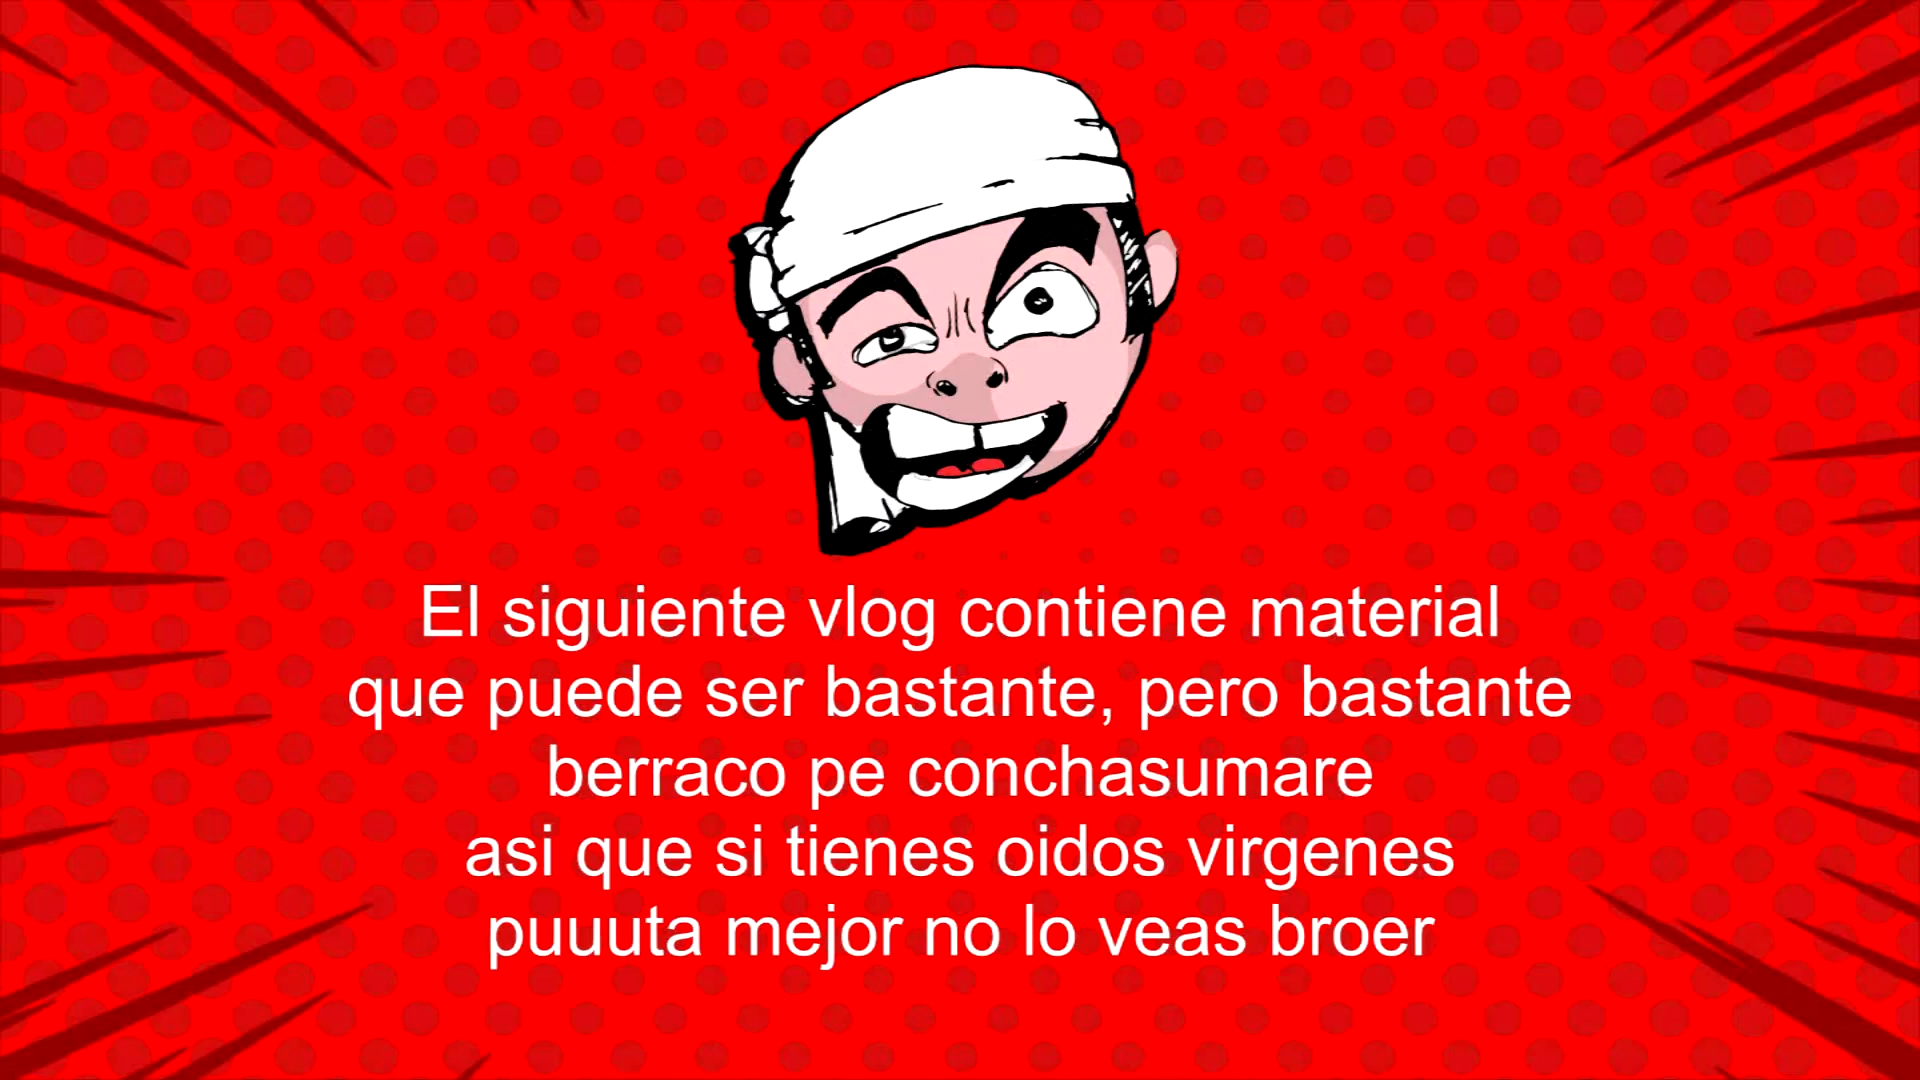 El siguiente vlog contiene material
que puede ser bastante, pero bastante
berraco pe conchasumare
asi que si tienes oidos virgenes
puuuta mejor no lo veas broer